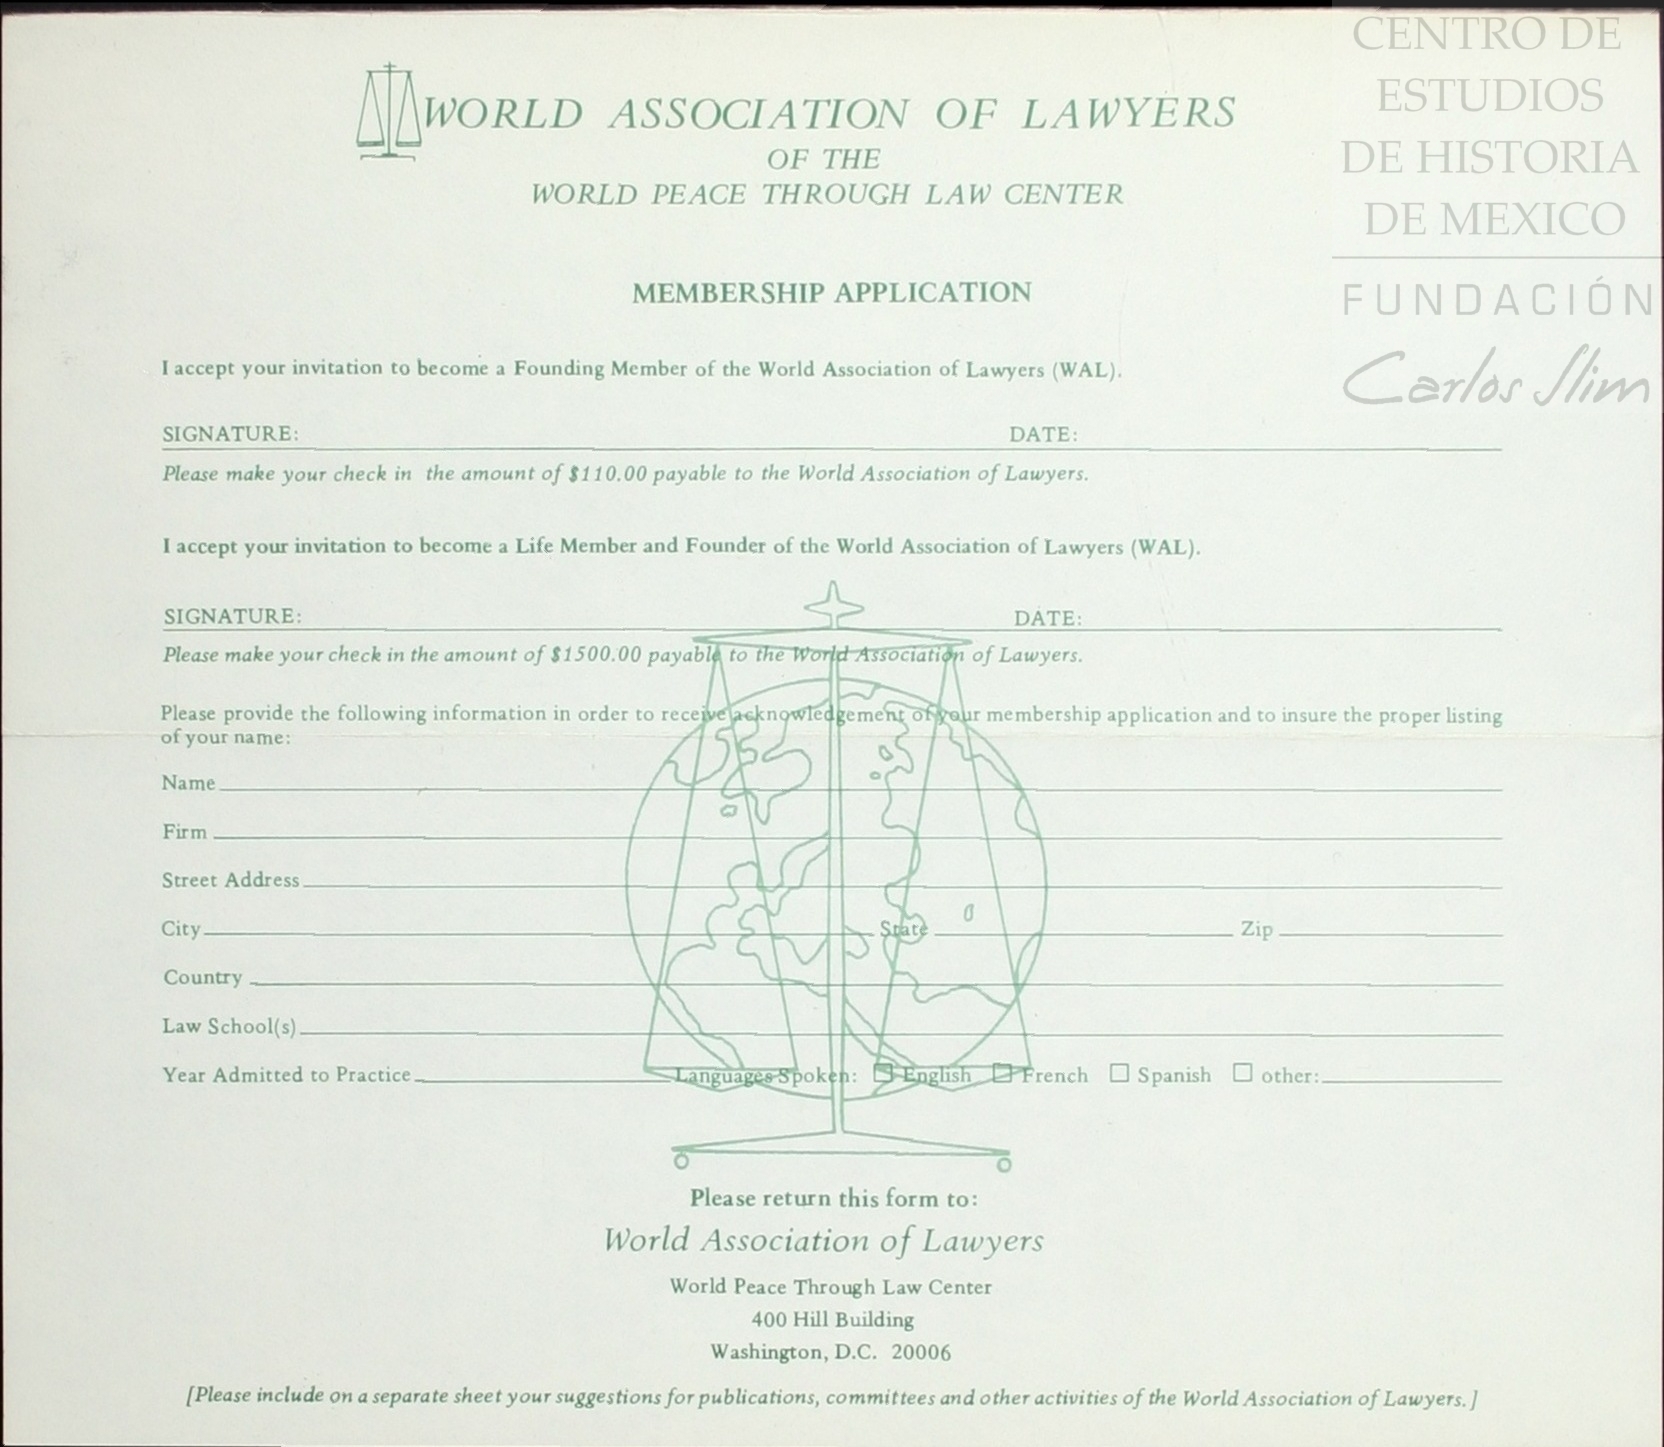 WORLD ASSOCIATION OF LAWYERS
OF THE
WORLD PEACE THROUGH LAW CENTER
CENTRO DE
ESTUDIOS
DE HISTORIA
DE MEXICO
FUNDACIÓN
Carlos Slim
MEMBERSHIP APPLICATION
I accept your invitation to become a Founding Member of the World Association of Lawyers (WAL).
SIGNATURE: DATE:
Please make your check in the amount of $110.00 payable to the World Association of Lawyers.
I accept your invitation to become a Life Member and Founder of the World Association of Lawyers (WAL).
SIGNATURE: DATE:
Please make your check in the amount of $1500.00 payable to the World Association of Lawyers.
Please provide the following information in order to receive acknowledgement of your membership application and to insure the proper listing
of your name:
Name
Firm
Street Address
City State Zip
Country
Law School(s)
Year Admitted to Practice Languages Spoken: English French Spanish other:
Please return this form to:
World Association of Lawyers
World Peace Through Law Center
400 Hill Building
Washington, D.C. 20006
[Please include on a separate sheet your suggestions for publications, committees and other activities of the World Association of Lawyers.]